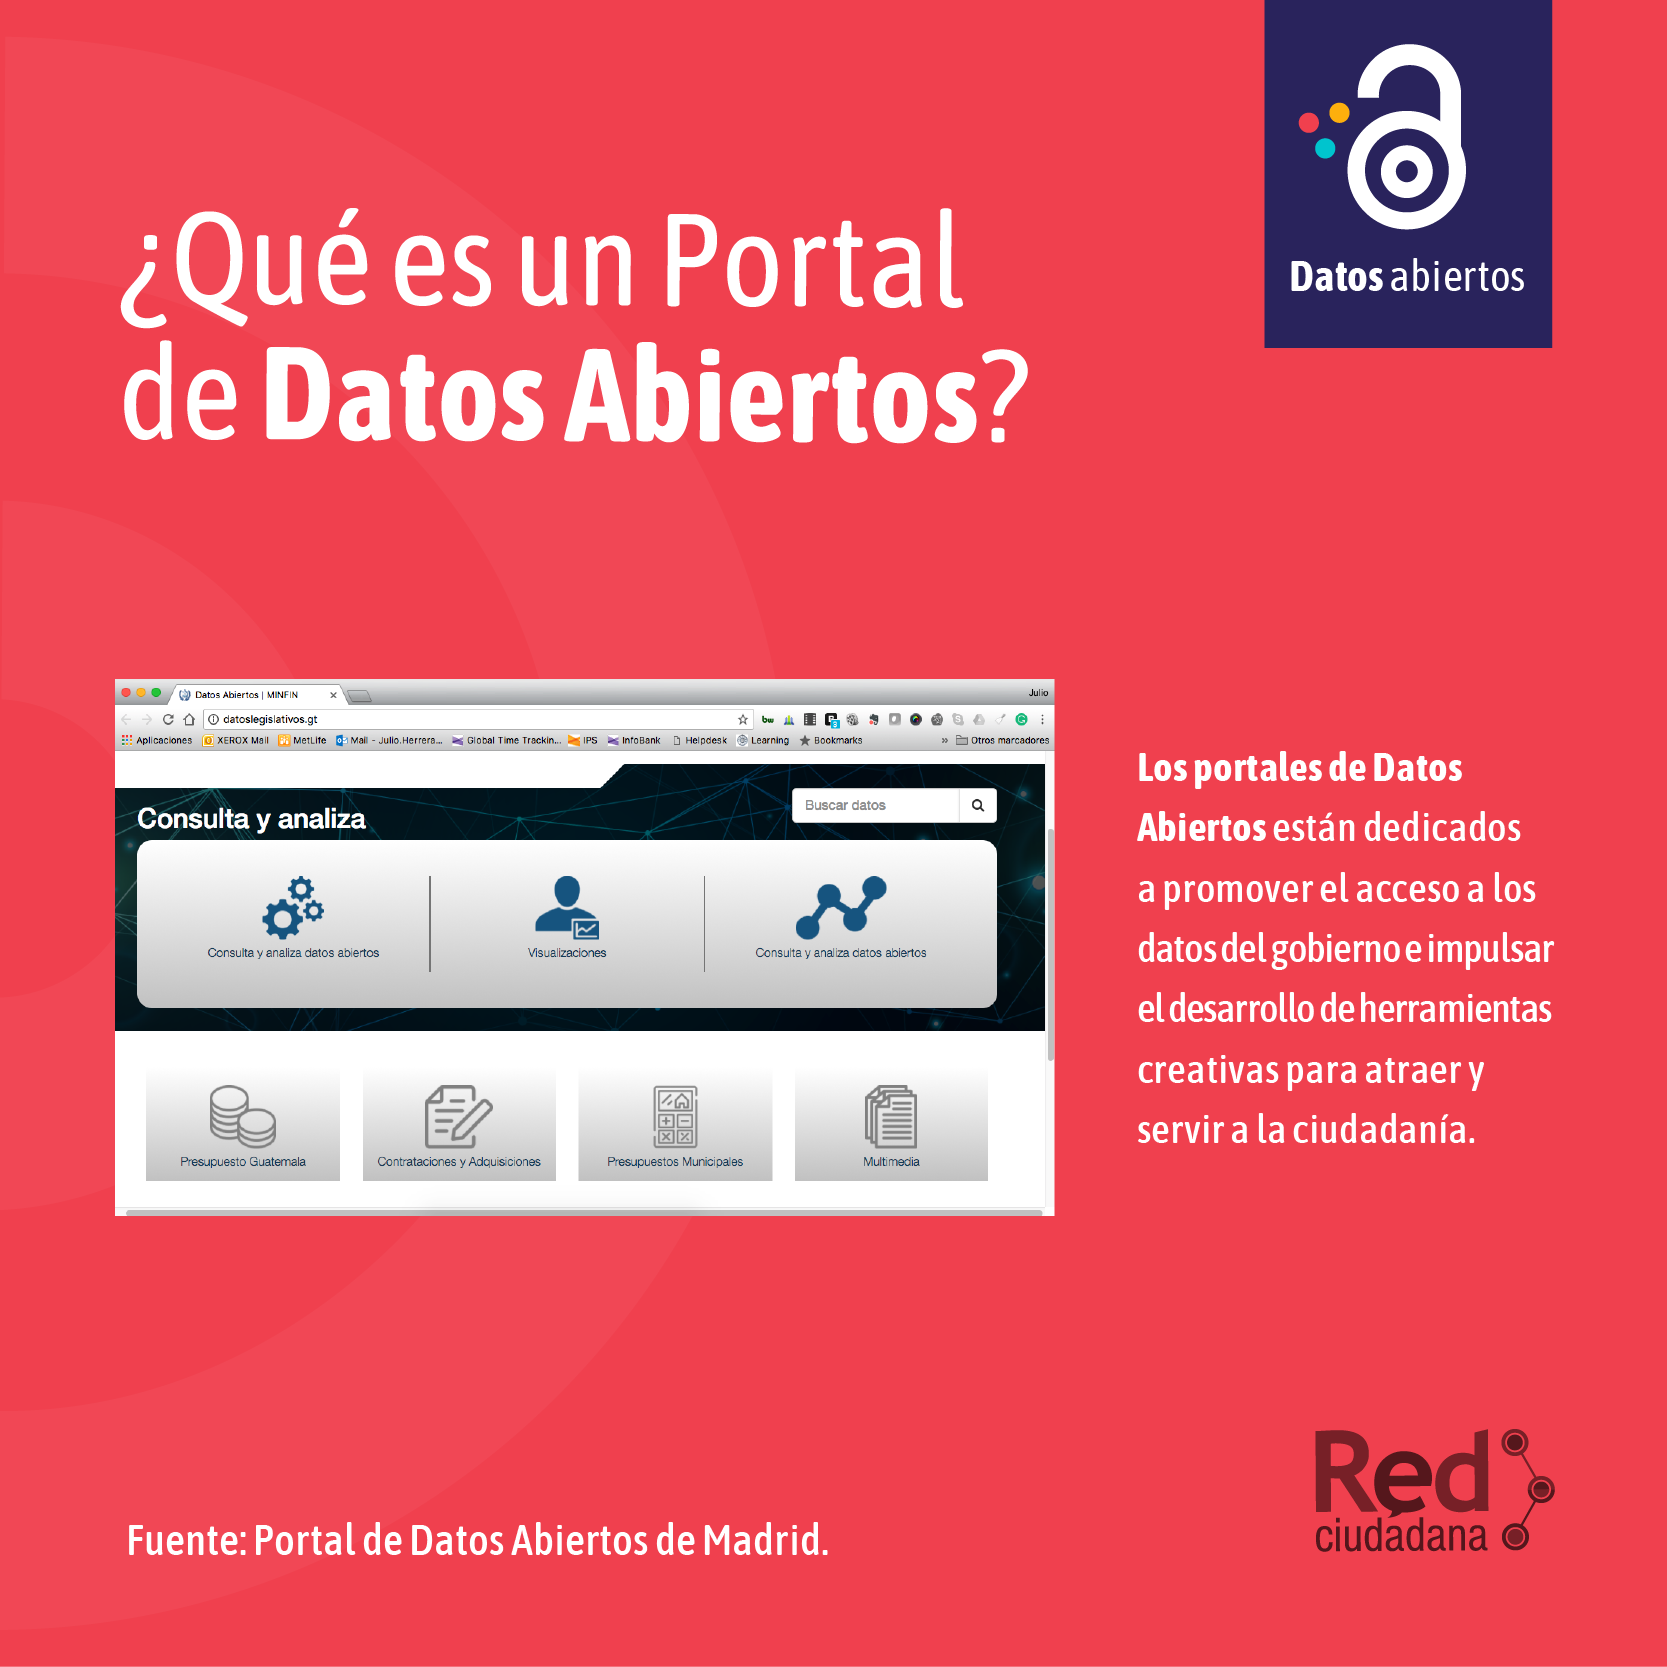 Datos abiertos
¿Qué es un Portal
de Datos Abiertos?
Datos Abiertos | MINFIN
Julio
datoslegislativos.gt
bw
Aplicaciones XEROX Mail MetLife Mail - Julio.Herrera... Global Time Trackin... IPS InfoBank Helpdesk Learning Bookmarks » Otros marcadores
Consulta y analiza
Buscar datos
Consulta y analiza datos abiertos
Visualizaciones
Consulta y analiza datos abiertos
Presupuesto Guatemala
Contrataciones y Adquisiciones
Presupuestos Municipales
Multimedia
Los portales de Datos
Abiertos están dedicados
a promover el acceso a los
datos del gobierno e impulsar
el desarrollo de herramientas
creativas para atraer y
servir a la ciudadanía.
Fuente: Portal de Datos Abiertos de Madrid.
Red
ciudadana